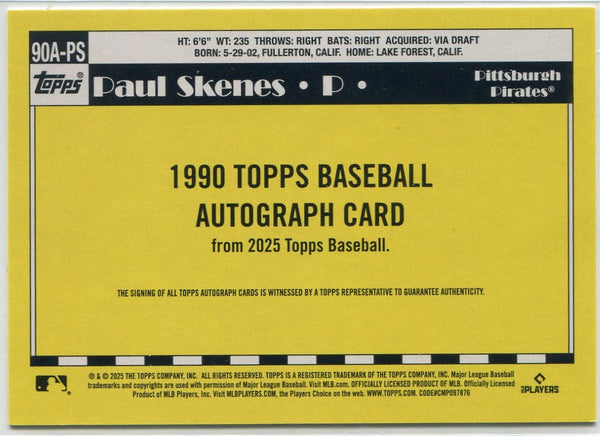 90A-PS
HT: 6'6" WT: 235 THROWS: RIGHT BATS: RIGHT ACQUIRED: VIA DRAFT
BORN: 5-29-02, FULLERTON, CALIF. HOME: LAKE FOREST, CALIF.
Topps®
Paul Skenes • P •
Pittsburgh
Pirates®
1990 TOPPS BASEBALL
AUTOGRAPH CARD
from 2025 Topps Baseball.
THE SIGNING OF ALL TOPPS AUTOGRAPH CARDS IS WITNESSED BY A TOPPS REPRESENTATIVE TO GUARANTEE AUTHENTICITY.
® & © 2025 THE TOPPS COMPANY, INC. ALL RIGHTS RESERVED. TOPPS IS A REGISTERED TRADEMARK OF THE TOPPS COMPANY, INC. Major League Baseball
trademarks and copyrights are used with permission of Major League Baseball. Visit MLB.com. OFFICIALLY LICENSED PRODUCT OF MLB. Officially Licensed
Product of MLB Players, Inc. Visit MLBPLAYERS.COM, the Players Choice on the web. WWW.TOPPS.COM. CODE#CMP097876
MLB PLAYERS